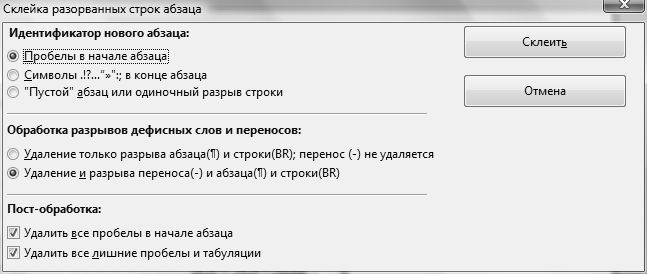 Склейка разорванных строк абзаца
Идентификатор нового абзаца:
Пробелы в начале абзаца
Символы .!?...“»":; в конце абзаца
"Пустой" абзац или одиночный разрыв строки
Склеить
Отмена
Обработка разрывов дефисных слов и переносов:
Удаление только разрыва абзаца(¶) и строки(BR); перенос (-) не удаляется
Удаление и разрыва переноса(-) и абзаца(¶) и строки(BR)
Пост-обработка:
Удалить все пробелы в начале абзаца
Удалить все лишние пробелы и табуляции